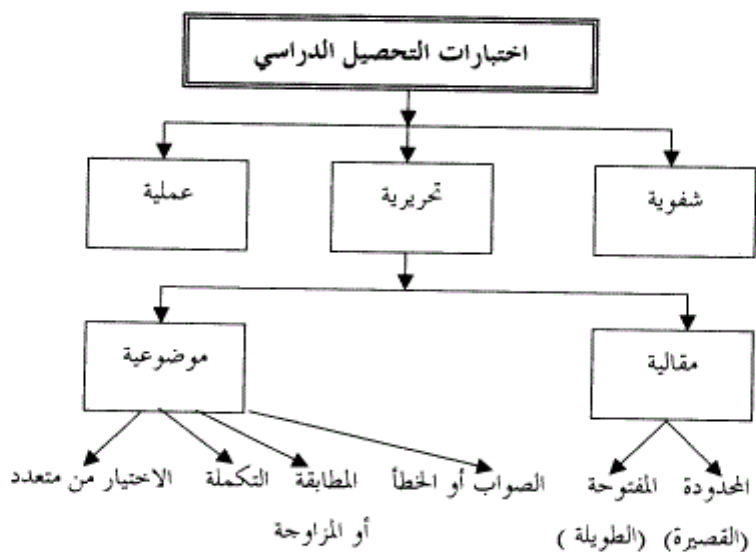 اختبارات التحصيل الدراسي
شفوية
تحريرية
عملية
مقالية
موضوعية
المحدودة (القصيرة)
المفتوحة (الطويلة )
الصواب أو الخطأ
المطابقة
أو المزاوجة
التكملة
الاختيار من متعدد